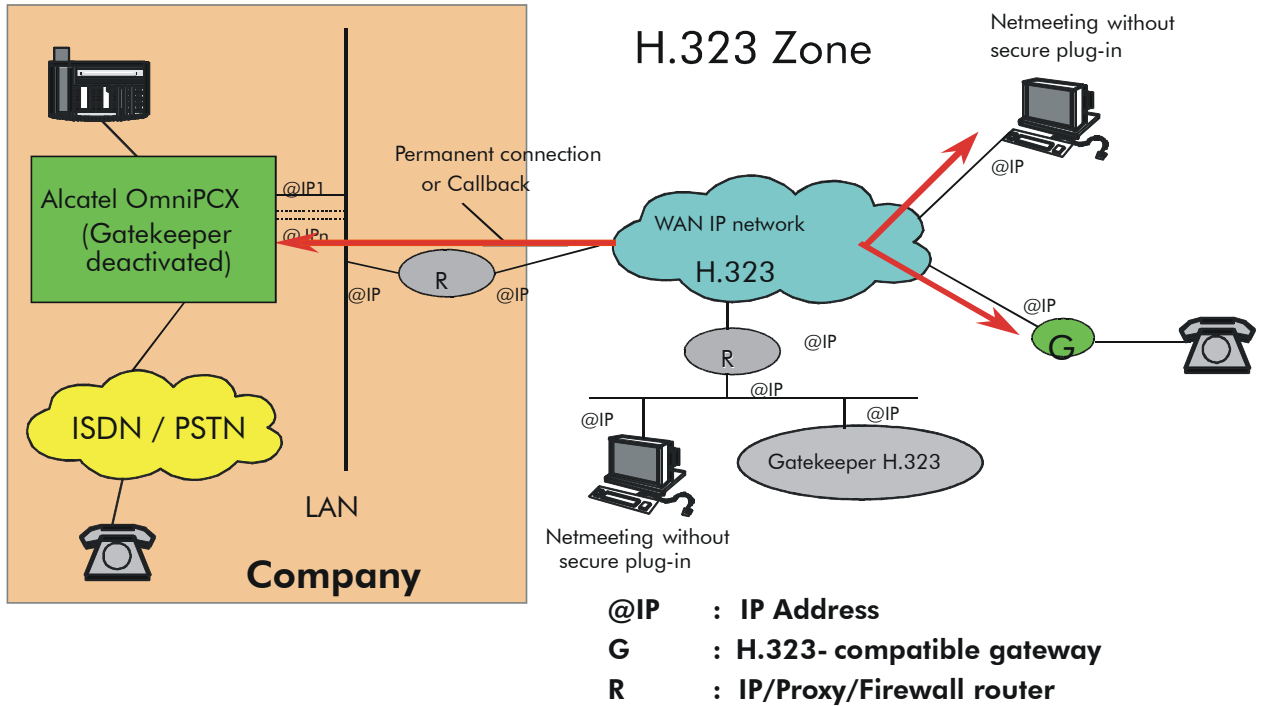 H.323 Zone
Netmeeting without
secure plug-in
@IP
Permanent connection
or Callback
Alcatel OmniPCX
(Gatekeeper
deactivated)
@IP1
@IPn
@IP
R
@IP
WAN IP network
H.323
@IP
G
R
@IP
@IP
@IP
@IP
Gatekeeper H.323
Netmeeting without
secure plug-in
ISDN / PSTN
LAN
Company
@IP : IP Address
G : H.323- compatible gateway
R : IP/Proxy/Firewall router